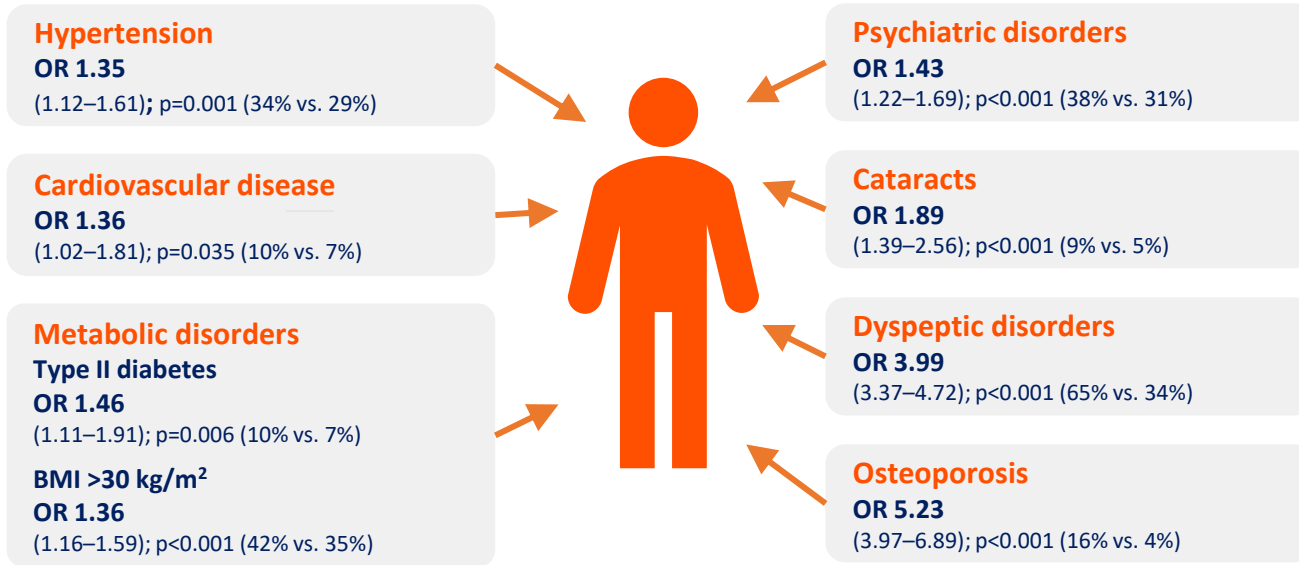 Hypertension
OR 1.35
(1.12–1.61); p=0.001 (34% vs. 29%)
Cardiovascular disease
OR 1.36
(1.02–1.81); p=0.035 (10% vs. 7%)
Metabolic disorders
Type II diabetes
OR 1.46
(1.11–1.91); p=0.006 (10% vs. 7%)
BMI >30 kg/m²
OR 1.36
(1.16–1.59); p<0.001 (42% vs. 35%)
Psychiatric disorders
OR 1.43
(1.22–1.69); p<0.001 (38% vs. 31%)
Cataracts
OR 1.89
(1.39–2.56); p<0.001 (9% vs. 5%)
Dyspeptic disorders
OR 3.99
(3.37–4.72); p<0.001 (65% vs. 34%)
Osteoporosis
OR 5.23
(3.97–6.89); p<0.001 (16% vs. 4%)